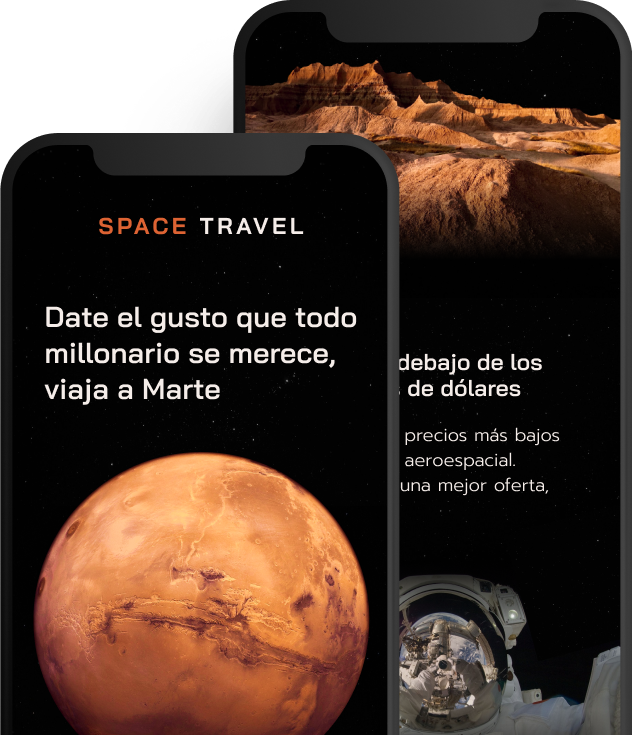 SPACE TRAVEL
Date el gusto que todo
millonario se merece,
viaja a Marte
debajo de los
de dólares
precios más bajos
aeroespacial.
una mejor oferta,